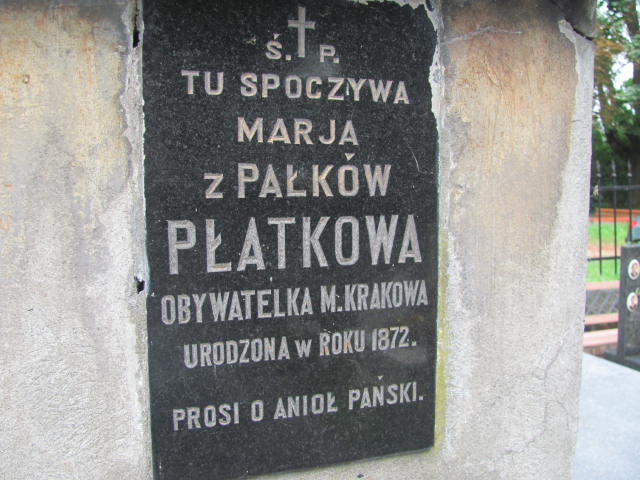 Ś. P.
TU SPOCZYWA
MARJA
z PAŁKÓW
PŁATKOWA
OBYWATELKA M. KRAKOWA
URODZONA w ROKU 1872.
PROSI O ANIOŁ PAŃSKI.